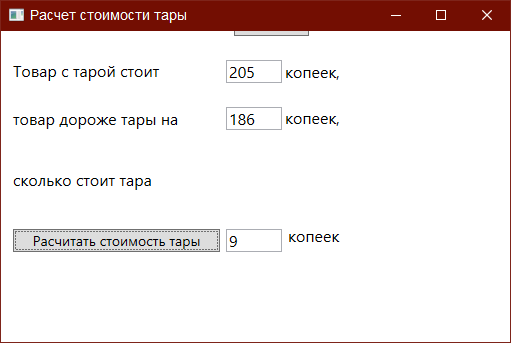 Расчет стоимости тары
Товар с тарой стоит 205 копеек,
товар дороже тары на 186 копеек,
сколько стоит тара
Расчитать стоимость тары 9 копеек